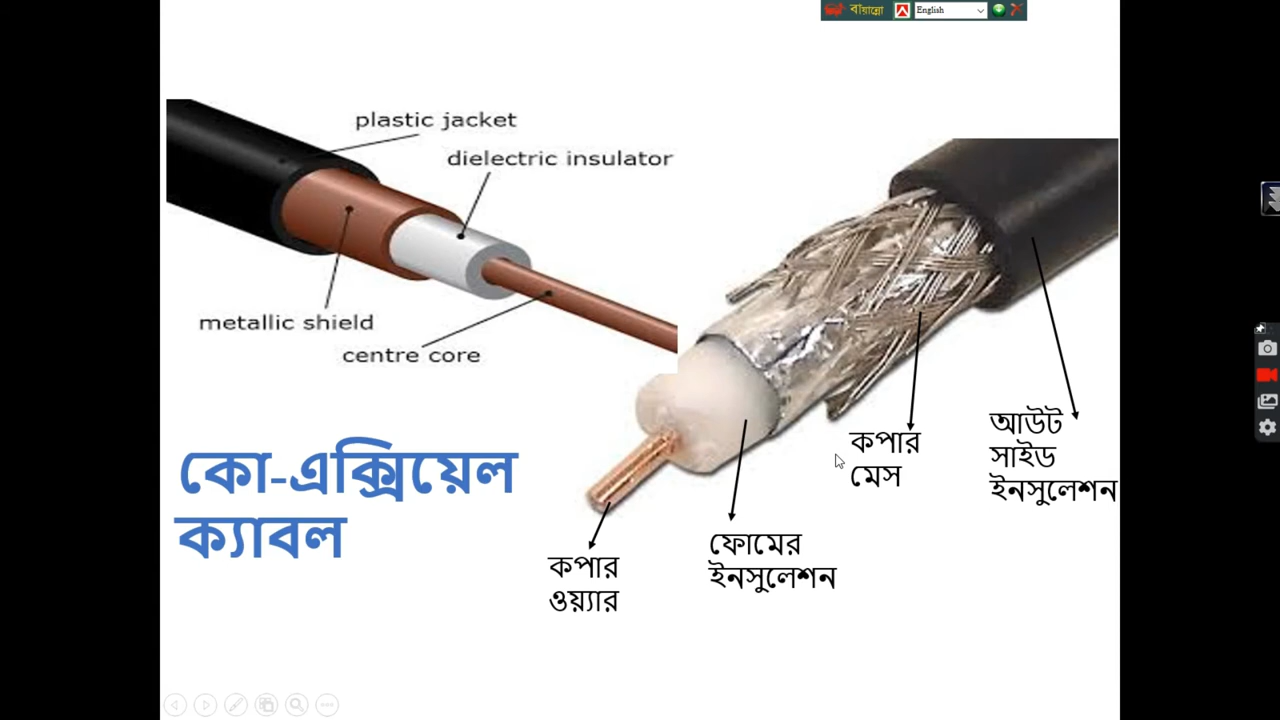 বায়ান্নো
English
plastic jacket
dielectric insulator
metallic shield
centre core
কো-এক্সিয়েল
ক্যাবল
কপার
ওয়্যার
ফোমের
ইনসুলেশন
কপার
মেস
আউট
সাইড
ইনসুলেশন